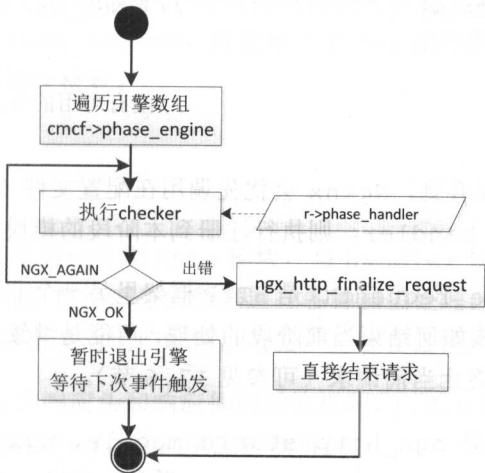 遍历引擎数组
cmcf->phase_engine
执行checker
r->phase_handler
NGX_AGAIN
出错
ngx_http_finalize_request
NGX_OK
暂时退出引擎
等待下次事件触发
直接结束请求